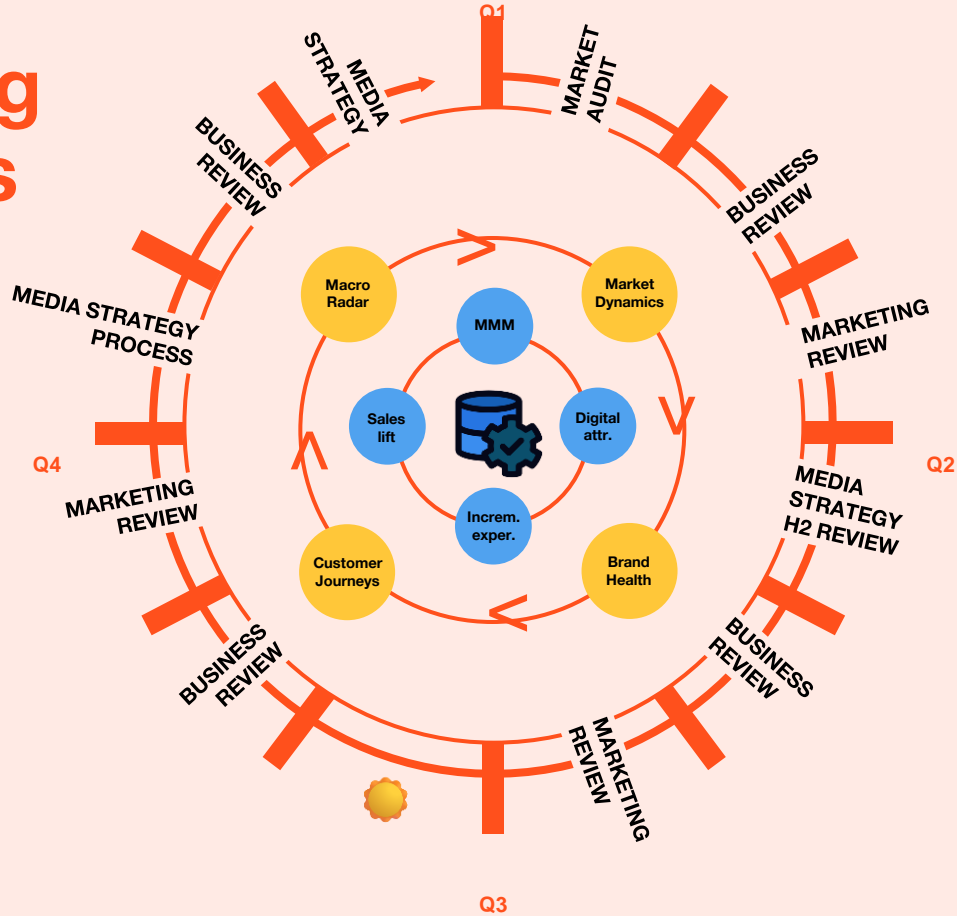 g
s
Q1
MARKET
AUDIT
BUSINESS
REVIEW
MARKETING
REVIEW
Q2
MEDIA
STRATEGY
H2 REVIEW
BUSINESS
REVIEW
MARKETING
REVIEW
Q3
BUSINESS
REVIEW
MARKETING
REVIEW
Q4
MEDIA STRATEGY
PROCESS
BUSINESS
REVIEW
MEDIA
STRATEGY
Macro
Radar
Market
Dynamics
Brand
Health
Customer
Journeys
MMM
Digital
attr.
Increm.
exper.
Sales
lift